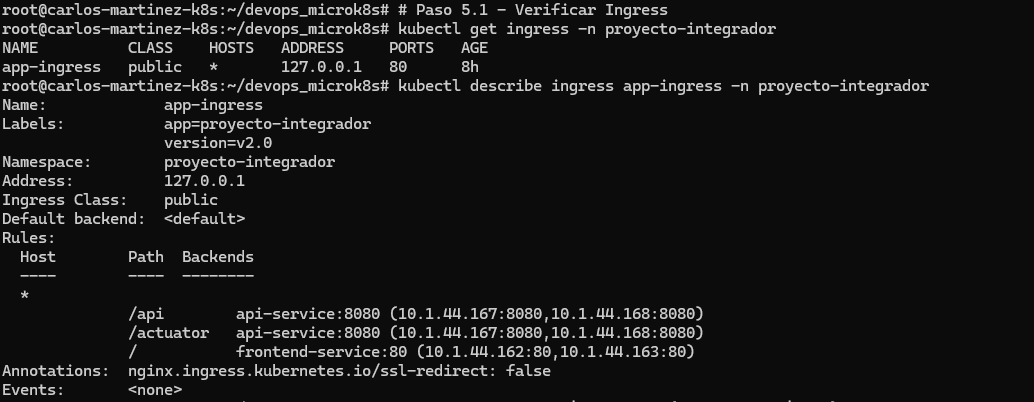 root@carlos-martinez-k8s:~/devops_microk8s# # Paso 5.1 - Verificar Ingress
root@carlos-martinez-k8s:~/devops_microk8s# kubectl get ingress -n proyecto-integrador
NAME CLASS HOSTS ADDRESS PORTS AGE
app-ingress public * 127.0.0.1 80 8h
root@carlos-martinez-k8s:~/devops_microk8s# kubectl describe ingress app-ingress -n proyecto-integrador
Name: app-ingress
Labels: app=proyecto-integrador
version=v2.0
Namespace: proyecto-integrador
Address: 127.0.0.1
Ingress Class: public
Default backend: <default>
Rules:
Host Path Backends
---- ---- --------
*
/api api-service:8080 (10.1.44.167:8080,10.1.44.168:8080)
/actuator api-service:8080 (10.1.44.167:8080,10.1.44.168:8080)
/ frontend-service:80 (10.1.44.162:80,10.1.44.163:80)
Annotations: nginx.ingress.kubernetes.io/ssl-redirect: false
Events: <none>